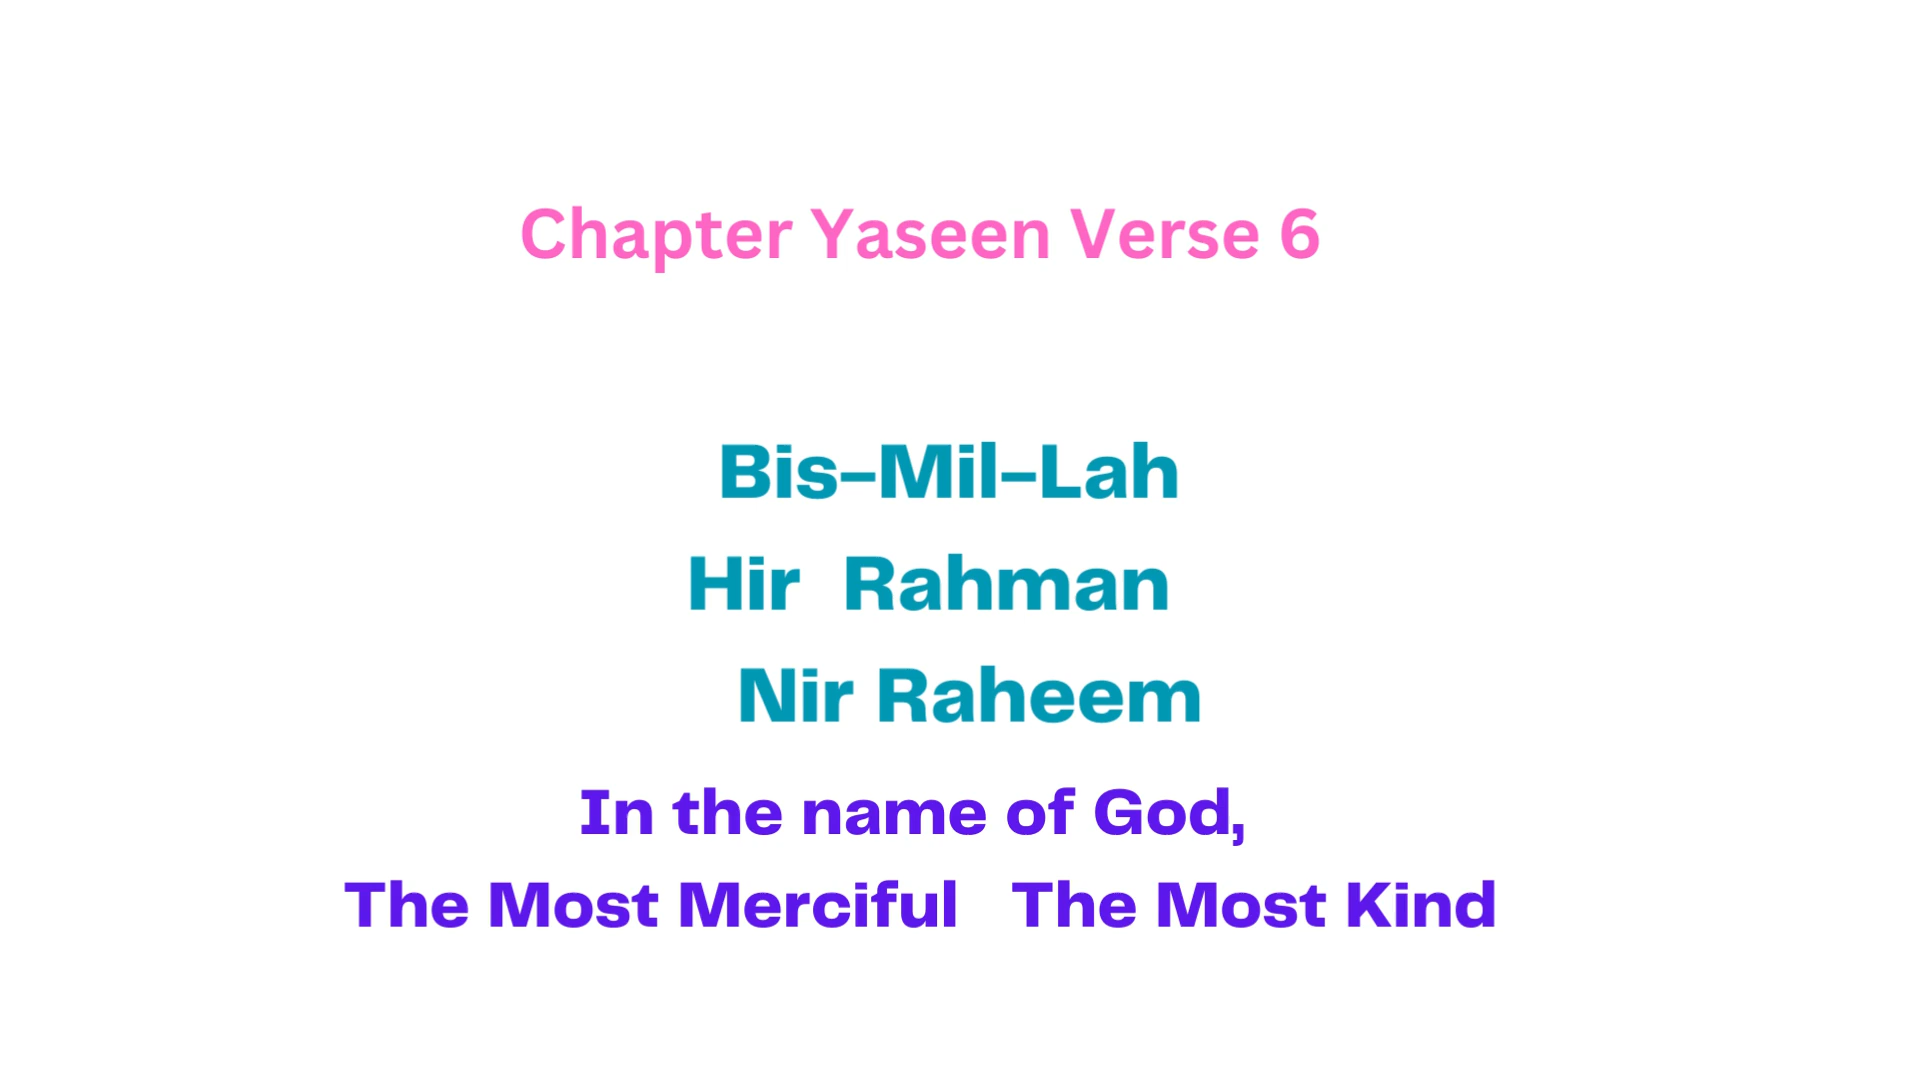 Chapter Yaseen Verse 6
Bis-Mil-Lah
Hir Rahman
Nir Raheem
In the name of God,
The Most Merciful The Most Kind